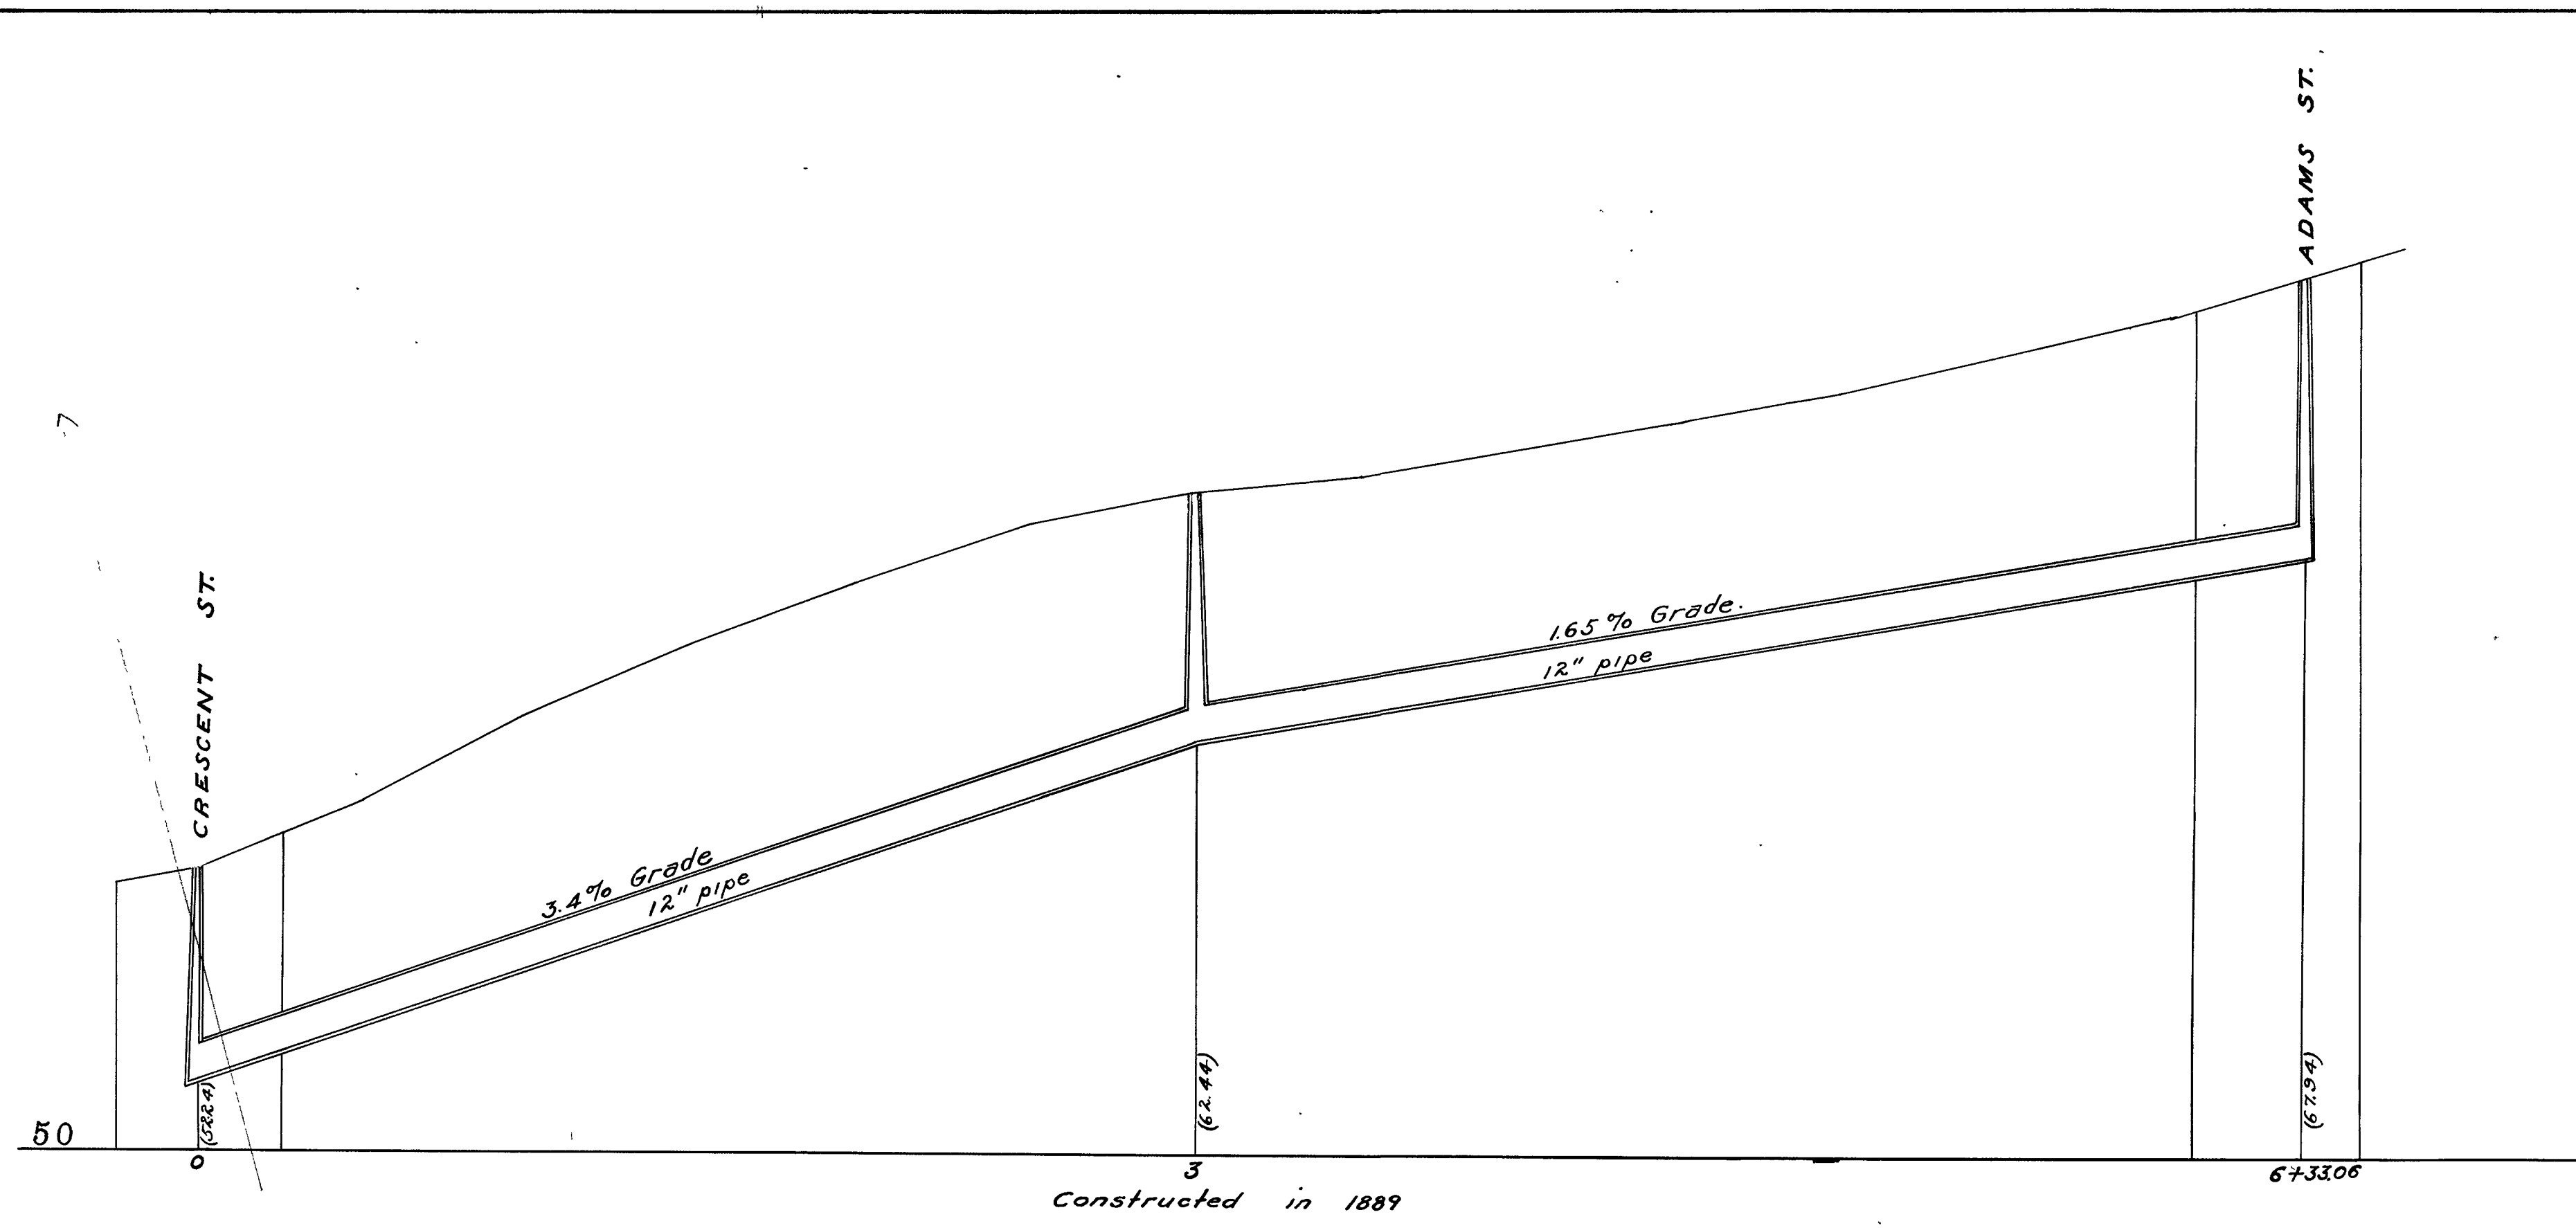 ADAMS ST.
CRESCENT ST.
1.65 % Grade.
12" pipe
3.4% Grade
12" pipe
(52.24)
(62.44)
(67.94)
50
0
3
6+33.06
Constructed in 1889